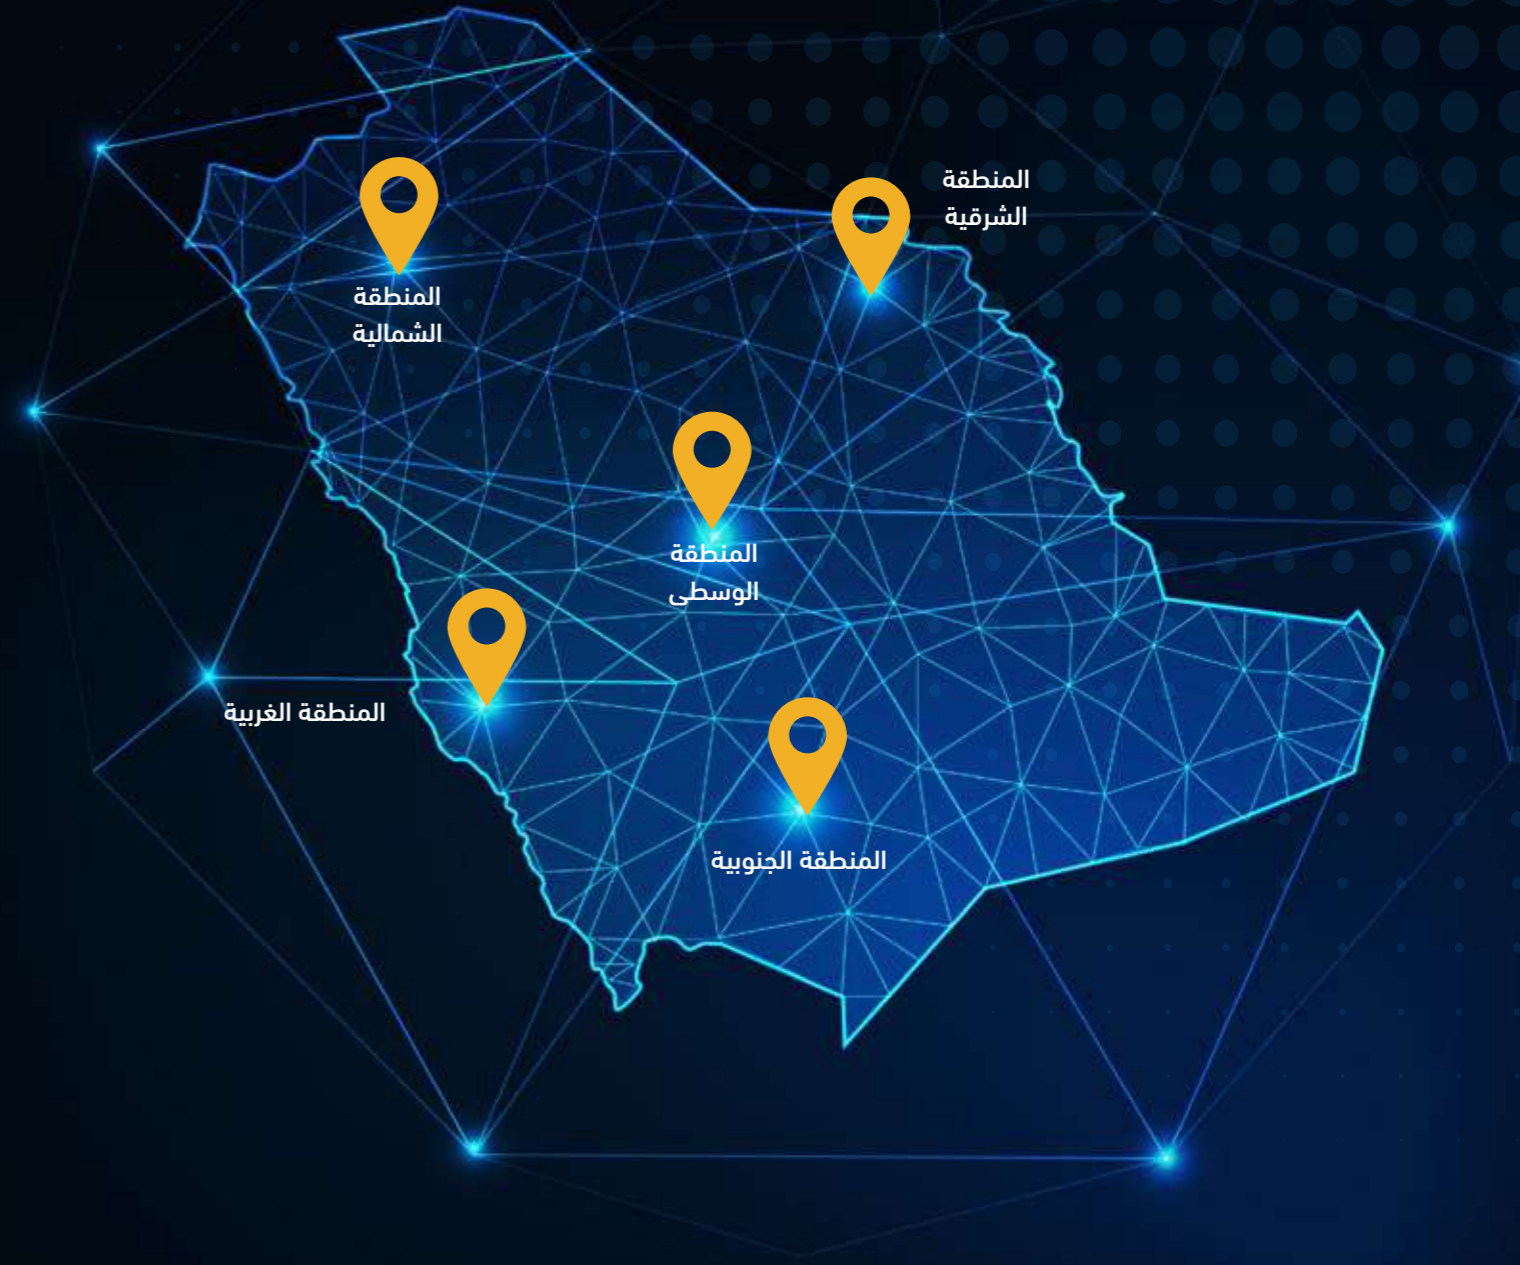 المنطقة
الشرقية
المنطقة
الشمالية
المنطقة
الوسطى
المنطقة الغربية
المنطقة الجنوبية